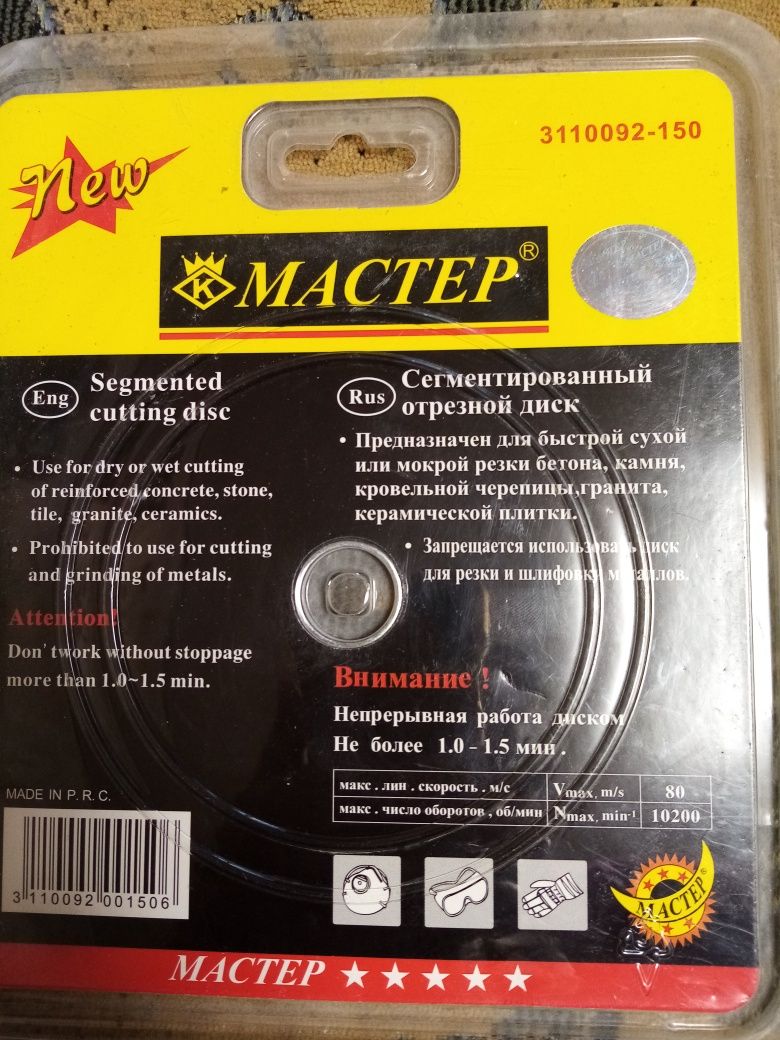 3110092-150
New
K МАСТЕР®
Eng Segmented
cutting disc
• Use for dry or wet cutting
of reinforced concrete, stone,
tile, granite, ceramics.
• Prohibited to use for cutting
and grinding of metals.
Attention!
Don' twork without stoppage
more than 1.0~1.5 min.
Rus Сегментированный
отрезной диск
• Предназначен для быстрой сухой
или мокрой резки бетона, камня,
кровельной черепицы,гранита,
керамической плитки.
• Запрещается использовать диск
для резки и шлифовки металлов.
Внимание !
Непрерывная работа диском
Не более 1.0 - 1.5 мин .
макс . лин . скорость . м/с Vmax, m/s 80
макс . число оборотов , об/мин Nmax, min-1 10200
MADE IN P. R. C.
3 110092 001506
МАСТЕР®
МАСТЕР ★★★★★